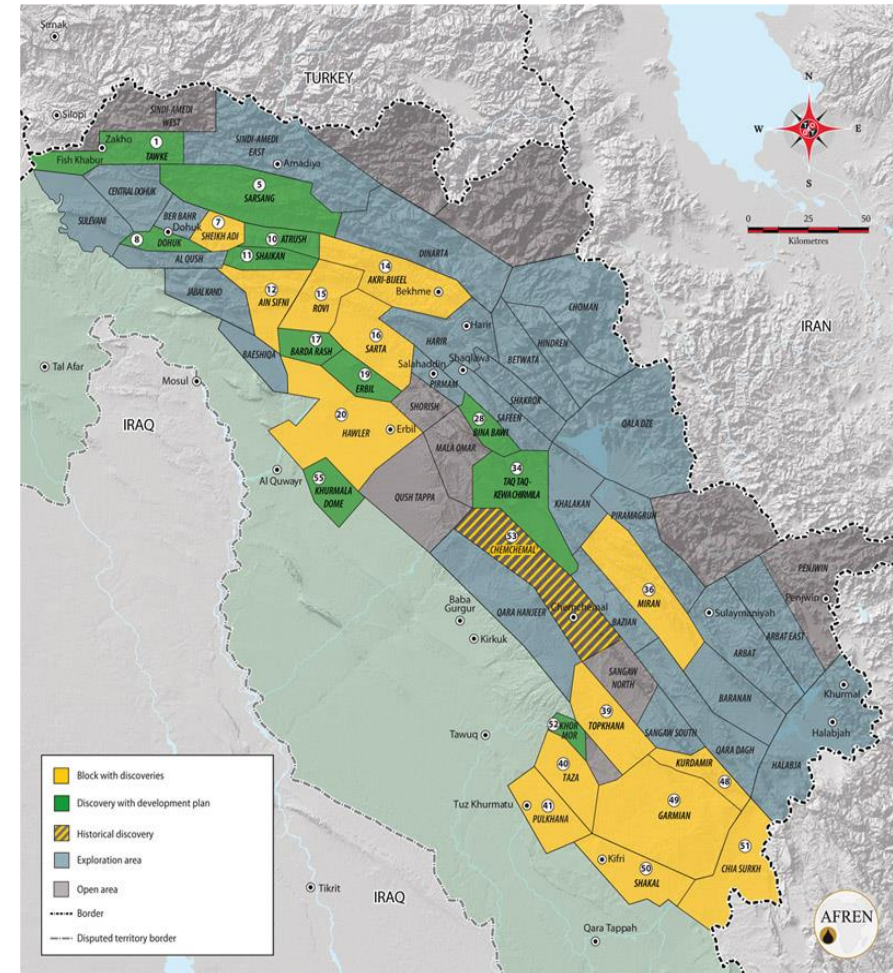 Sirnak
TURKEY
Silopi
SINDI-AMEDI
WEST
Zakho
1
TAWKE
Fish Khabur
SINDI-AMEDI
EAST
Amadiya
N
W
E
S
0 25 50
Kilometres
CENTRAL DOHUK
5
SARSANG
SULEVANI
BER BAHR
Dohuk
7
SHEIKH ADI
8
DOHUK
10
ATRUSH
11
SHAIKAN
AL QUSH
DINARTA
14
AKRI-BIJEEL
Bekhme
JABAL KAND
12
AIN SIFNI
15
ROVI
CHOMAN
IRAN
16
SARTA
Harir
HARIR
HINDREN
BETWATA
BAESHIQA
17
BARDA RASH
Salahaddin
Shaqlawa
PIRMAM
Tal Afar
Mosul
19
ERBIL
SHAKROK
SAFEEN
SHORISH
28
BINA BAWI
QALA DZE
IRAQ
20
HAWLER
Erbil
MALA OMAR
34
TAQ TAQ-
KEWA CHIRMILA
Al Quwayr
55
KHURMALA
DOME
QUSH TAPPA
KHALAKAN
PIRAMAGRUN
53
CHEMCHEMAL
PENJWIN
Penjwin
36
MIRAN
Baba
Gurgur
QARA HANJEER
Chemchemal
BAZIAN
Sulaymaniyah
ARBAT EAST
ARBAT
Kirkuk
SANGAW
NORTH
BARANAN
Khurmal
39
TOPKHANA
52
KHOR
MOR
Tawuq
SANGAW SOUTH
QARA DAGH
Halabjah
HALABJA
KURDAMIR
48
40
TAZA
49
GARMIAN
Tuz Khurmatu
41
PULKHANA
51
CHIA SURKH
Kifri
50
SHAKAL
Block with discoveries
Discovery with development plan
Historical discovery
Exploration area
Open area
Border
Disputed territory border
Tikrit
IRAQ
Qara Tappah
AFREN